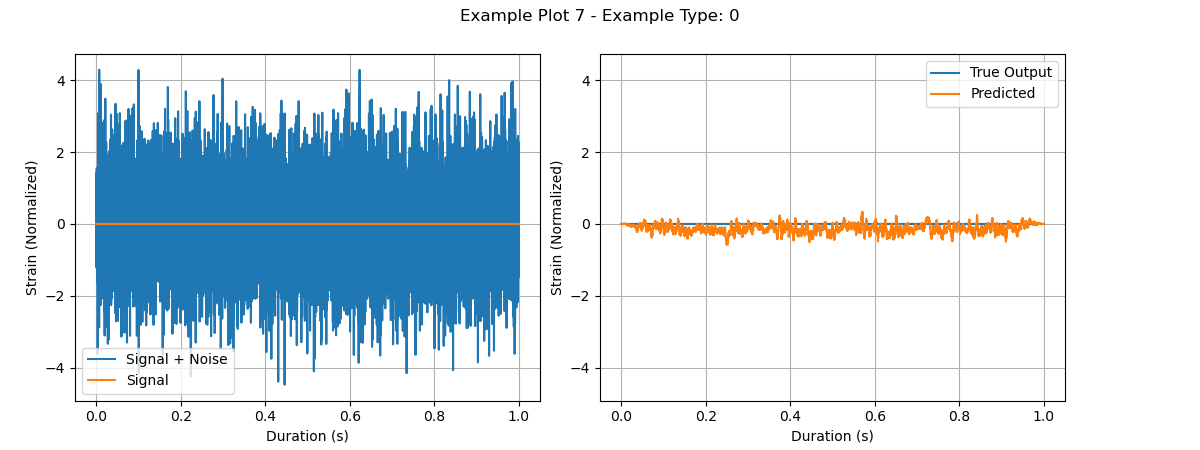 Example Plot 7 - Example Type: 0
Strain (Normalized)
4
2
0
−2
−4
Signal + Noise
Signal
0.0 0.2 0.4 0.6 0.8 1.0
Duration (s)
Strain (Normalized)
4
2
0
−2
−4
True Output
Predicted
0.0 0.2 0.4 0.6 0.8 1.0
Duration (s)